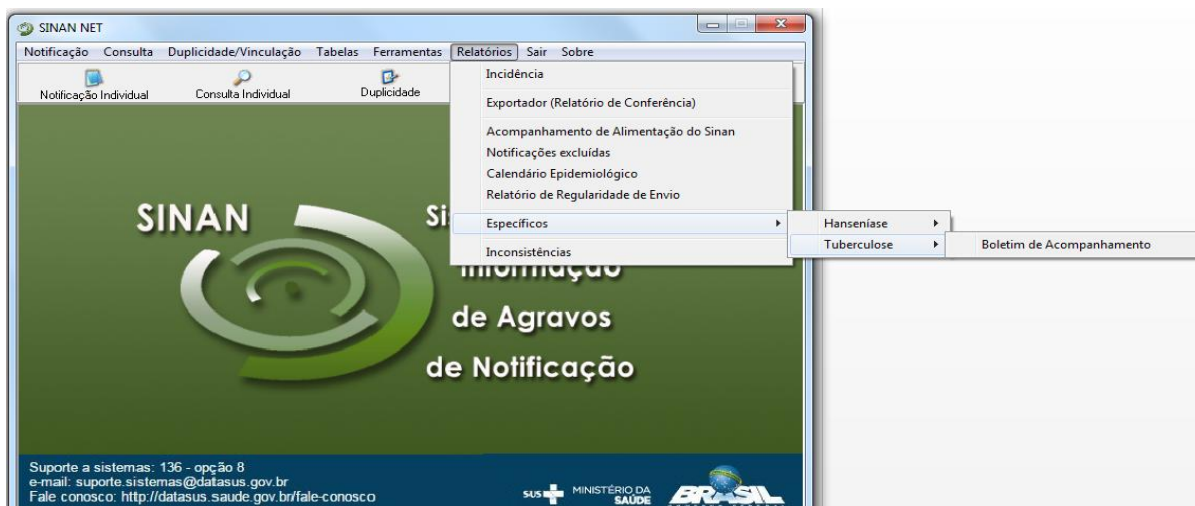 SINAN NET
Notificação Consulta Duplicidade/Vinculação Tabelas Ferramentas Relatórios Sair Sobre
Notificação Individual Consulta Individual Duplicidade
Incidência
Exportador (Relatório de Conferência)
Acompanhamento de Alimentação do Sinan
Notificações excluídas
Calendário Epidemiológico
Relatório de Regularidade de Envio
Específicos
Inconsistências
Hanseníase
Tuberculose
Boletim de Acompanhamento
SINAN
Si
Informação
de Agravos
de Notificação
Suporte a sistemas: 136 - opção 8
e-mail: suporte.sistemas@datasus.gov.br
Fale conosco: http://datasus.saude.gov.br/fale-conosco
SUS MINISTÉRIO DA SAÚDE BRASIL